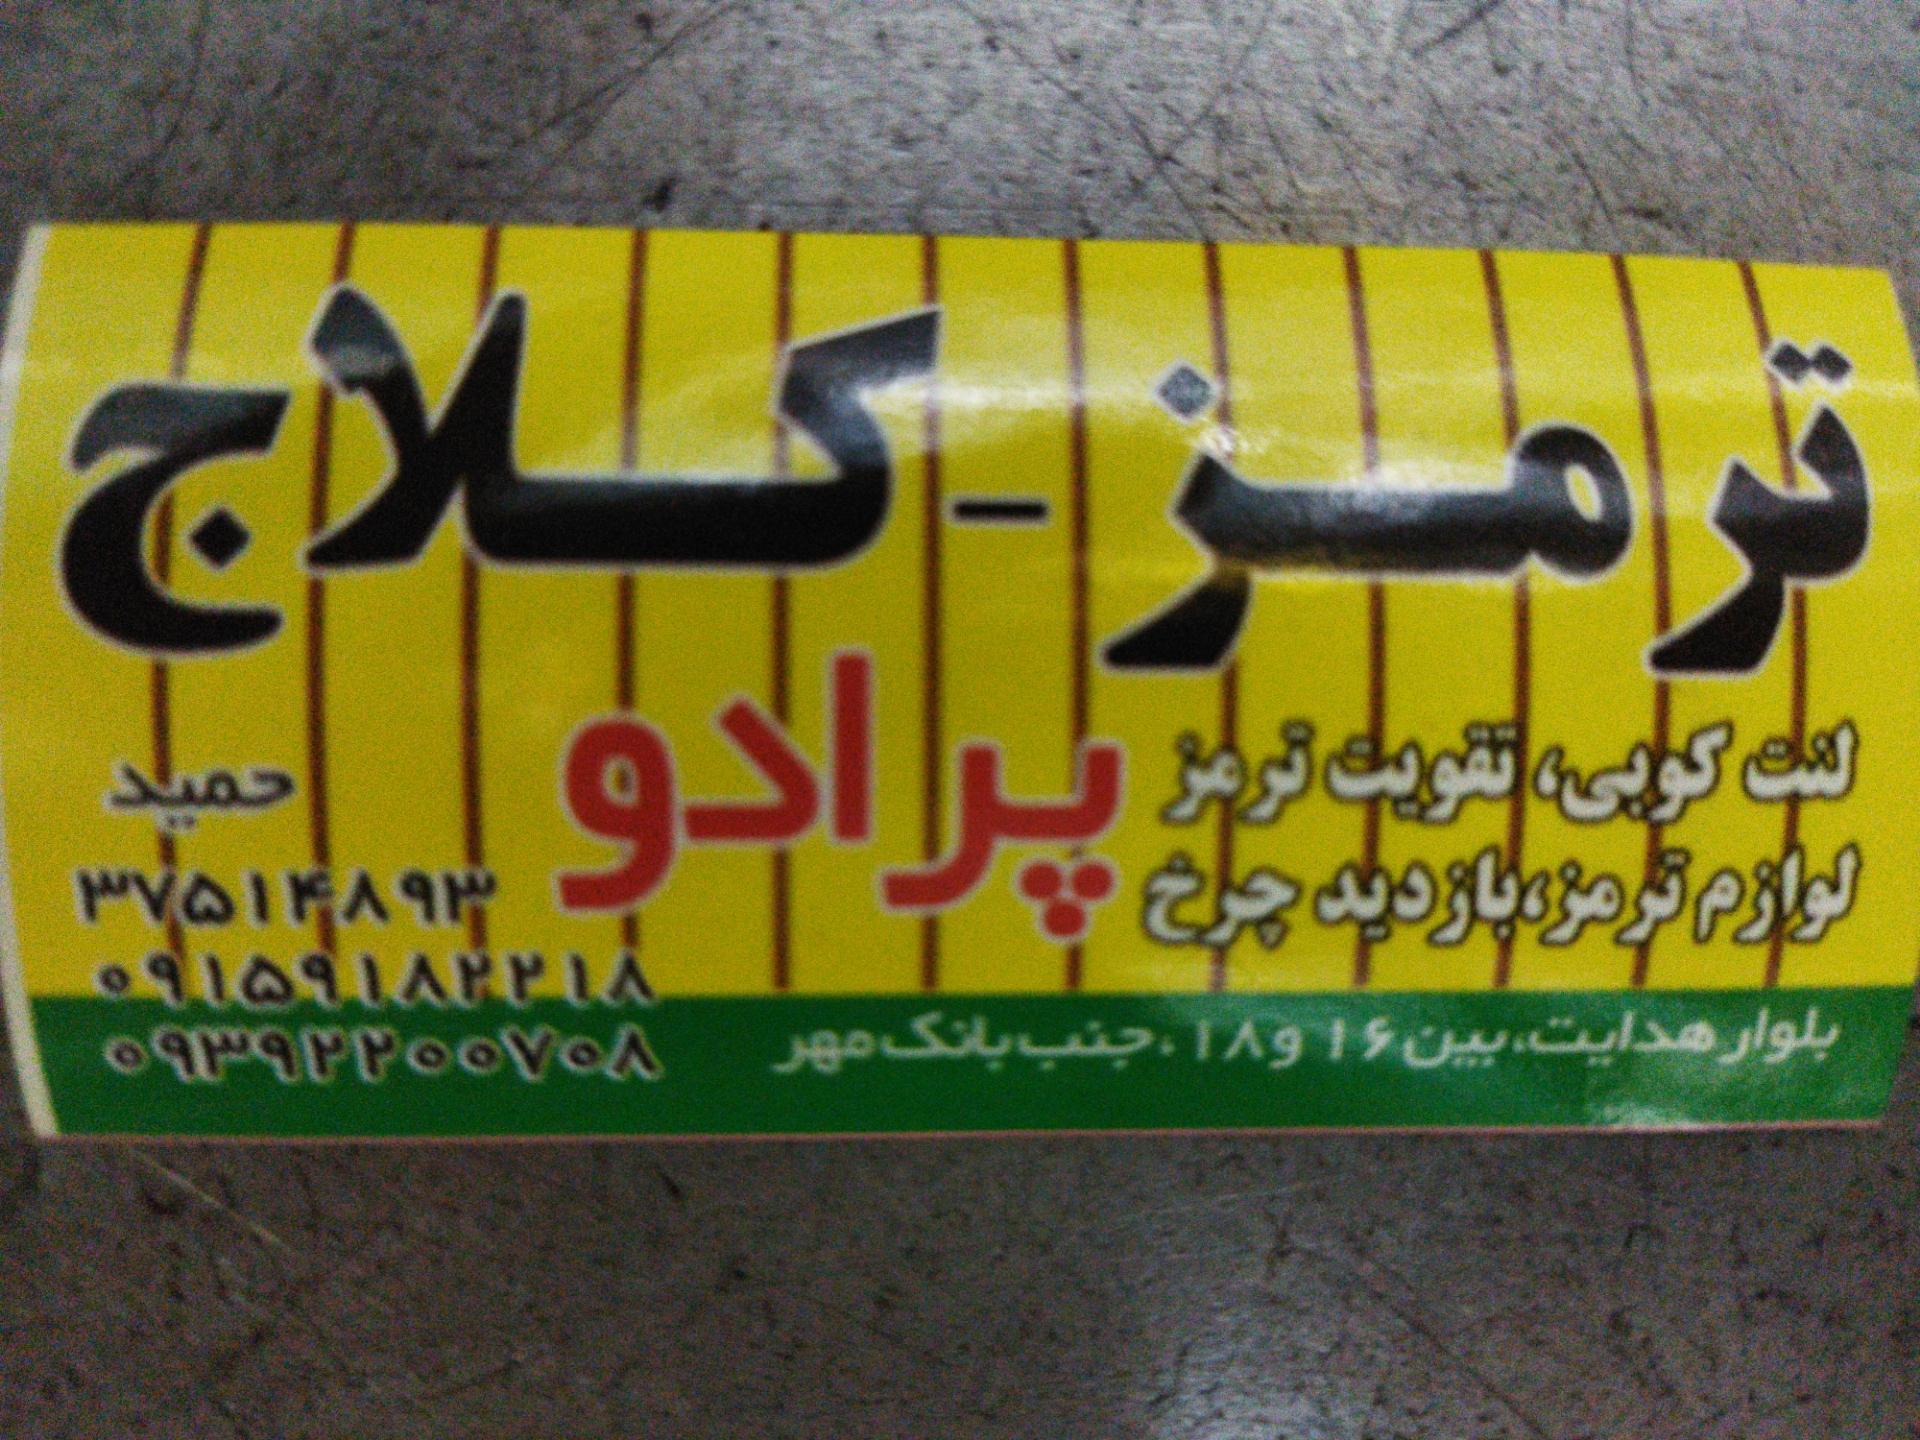 ترمز - کلاج
پرادو
لنت کوبی، تقویت ترمز
لوازم ترمز،بازدید چرخ
حمید
۳۷۵۱۴۸۹۳
۰۹۱۵۹۱۸۲۲۱۸
۰۹۳۹۲۲۰۰۷۰۸
بلوار هدایت،بین ۱۶ و ۱۸ ،جنب بانک مهر